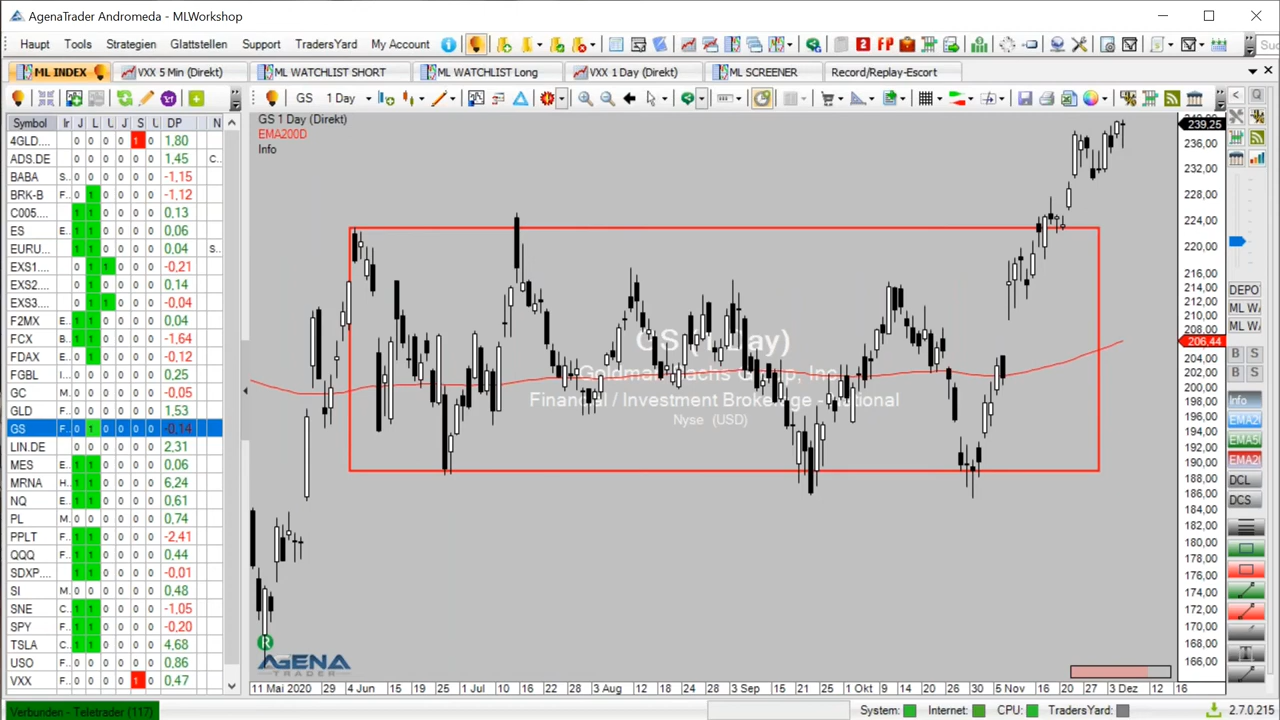 AgenaTrader Andromeda - MLWorkshop
Haupt Tools Strategien Glattstellen Support TradersYard My Account
ML INDEX VXX 5 Min (Direkt) ML WATCHLIST SHORT ML WATCHLIST Long VXX 1 Day (Direkt) ML SCREENER Record/Replay-Escort
GS 1 Day
Symbol Ir J L U J S U DP N
4GLD.... 0 0 0 0 1 0 1,80
ADS.DE 0 0 0 0 0 0 1,45 C..
BABA S.. 0 0 0 0 0 0 -1,15
BRK-B F.. 0 1 0 0 0 0 -1,12
C005.... 1 1 0 0 0 0 0,13
ES E.. 1 1 0 0 0 0 0,06
EURU... 1 1 0 0 0 0 0,04 S..
EXS1.... 0 1 1 0 0 0 -0,21
EXS2.... 0 1 0 0 0 0 0,14
EXS3.... 0 1 1 0 0 0 -0,04
F2MX E.. 1 1 0 0 0 0 0,04
FCX B.. 1 1 0 0 0 0 -1,64
FDAX E.. 0 1 0 0 0 0 -0,12
FGBL I... 0 0 0 0 0 0 0,25
GC M.. 0 0 0 0 0 0 -0,05
GLD F.. 0 0 0 0 0 0 1,53
GS F.. 0 1 0 0 0 0 -0,14
LIN.DE 0 0 0 0 0 0 2,31
MES E.. 1 1 0 0 0 0 0,06
MRNA H.. 1 1 0 0 0 0 6,24
NQ E.. 1 1 0 0 0 0 0,61
PL M.. 0 0 0 0 0 0 0,74
PPLT F.. 1 1 0 0 0 0 -2,41
QQQ F.. 1 1 0 0 0 0 0,44
SDXP.... 1 1 0 0 0 0 -0,01
SI M.. 0 0 0 0 0 0 0,48
SNE C.. 1 1 0 0 0 0 -1,05
SPY F.. 1 1 0 0 0 0 -0,20
TSLA C.. 1 1 0 0 0 0 4,68
USO F.. 0 0 0 0 0 0 0,86
VXX F.. 0 0 0 0 1 0 0,47
GS 1 Day (Direkt)
EMA200D
Info
GS (1 Day)
Goldman Sachs Group, Inc.
Financial / Investment Brokerage - National
Nyse (USD)
239,25
236,00
232,00
228,00
224,00
220,00
216,00
214,00
212,00
210,00
208,00
206,44
204,00
202,00
200,00
198,00
196,00
194,00
192,00
190,00
188,00
186,00
184,00
182,00
180,00
178,00
176,00
174,00
172,00
170,00
168,00
166,00
DEPO
ML W
ML W
B S
B S
Info
DCL
DCS
R
AGENA
TRADER
11 Mai 2020 29 4 Jun 15 19 25 1 Jul 16 22 28 3 Aug 18 24 28 3 Sep 15 21 25 1 Okt 9 14 20 26 30 5 Nov 16 20 27 3 Dez 12 16
Verbunden - Teletrader (117) System: Internet: CPU: TradersYard: 2.7.0.215